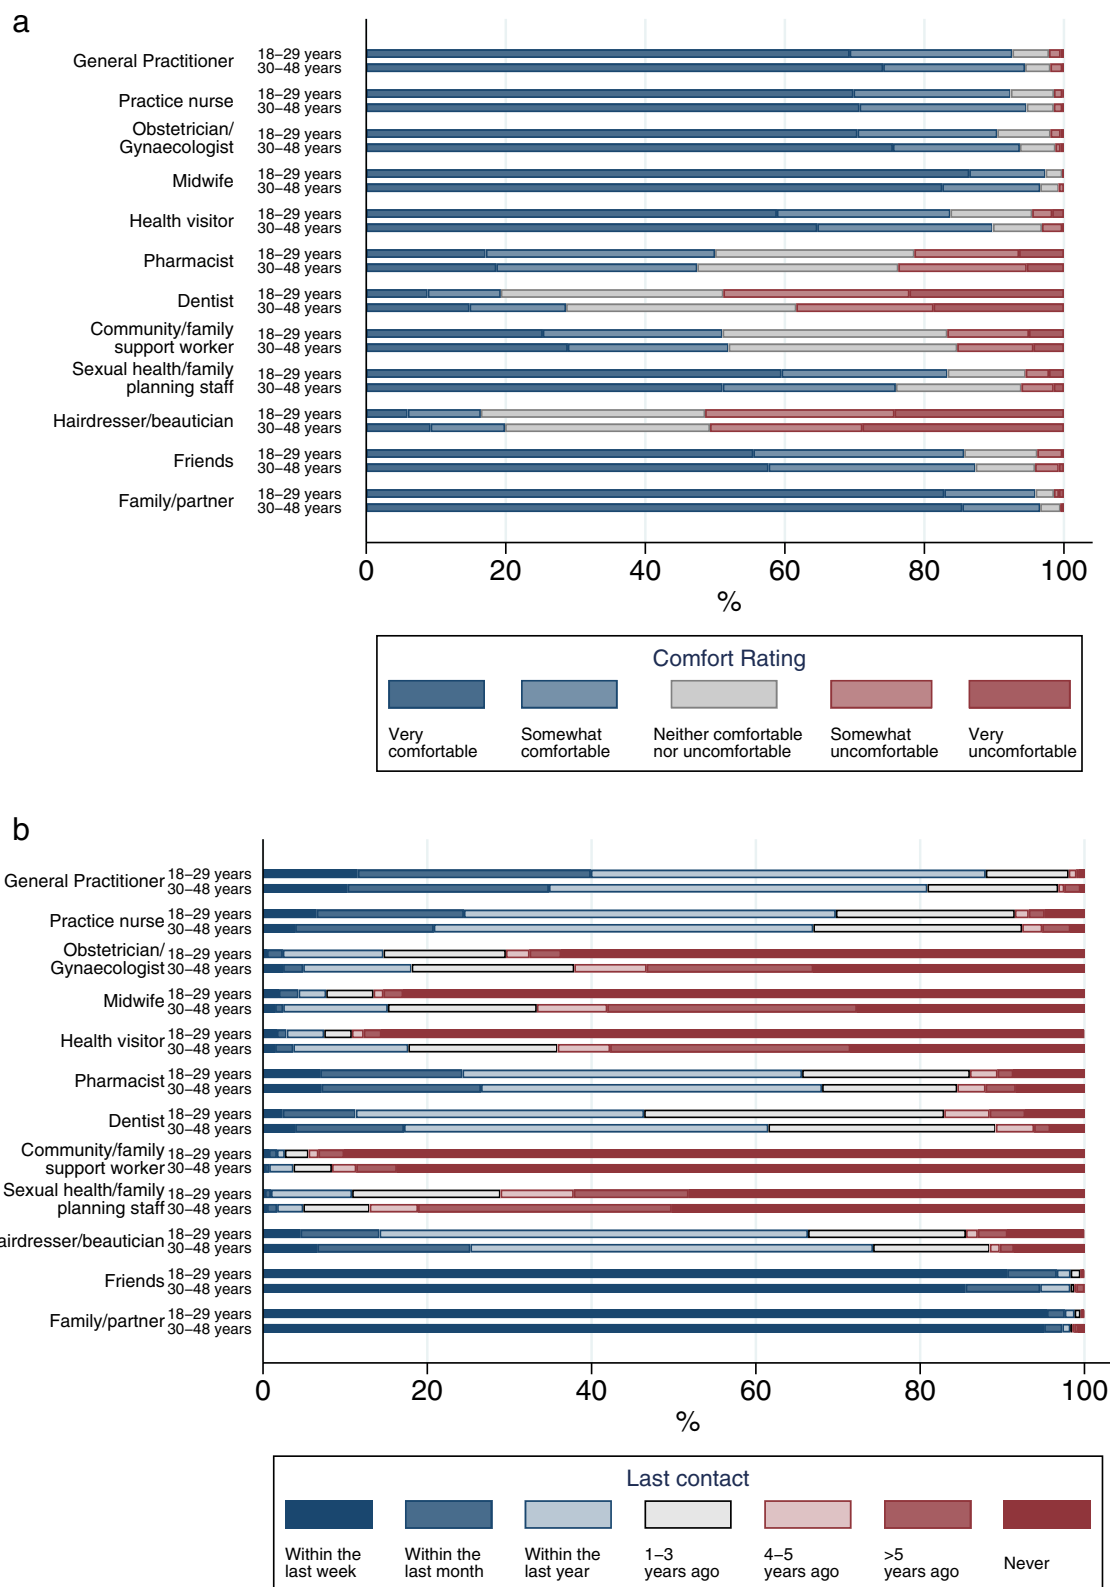 a
General Practitioner
18–29 years
30–48 years
Practice nurse
18–29 years
30–48 years
Obstetrician/
Gynaecologist
18–29 years
30–48 years
Midwife
18–29 years
30–48 years
Health visitor
18–29 years
30–48 years
Pharmacist
18–29 years
30–48 years
Dentist
18–29 years
30–48 years
Community/family
support worker
18–29 years
30–48 years
Sexual health/family
planning staff
18–29 years
30–48 years
Hairdresser/beautician
18–29 years
30–48 years
Friends
18–29 years
30–48 years
Family/partner
18–29 years
30–48 years
0 20 40 60 80 100
%
Comfort Rating
Very
comfortable
Somewhat
comfortable
Neither comfortable
nor uncomfortable
Somewhat
uncomfortable
Very
uncomfortable
b
General Practitioner
18–29 years
30–48 years
Practice nurse
18–29 years
30–48 years
Obstetrician/
Gynaecologist
18–29 years
30–48 years
Midwife
18–29 years
30–48 years
Health visitor
18–29 years
30–48 years
Pharmacist
18–29 years
30–48 years
Dentist
18–29 years
30–48 years
Community/family
support worker
18–29 years
30–48 years
Sexual health/family
planning staff
18–29 years
30–48 years
airdresser/beautician
18–29 years
30–48 years
Friends
18–29 years
30–48 years
Family/partner
18–29 years
30–48 years
0 20 40 60 80 100
%
Last contact
Within the
last week
Within the
last month
Within the
last year
1–3
years ago
4–5
years ago
>5
years ago
Never